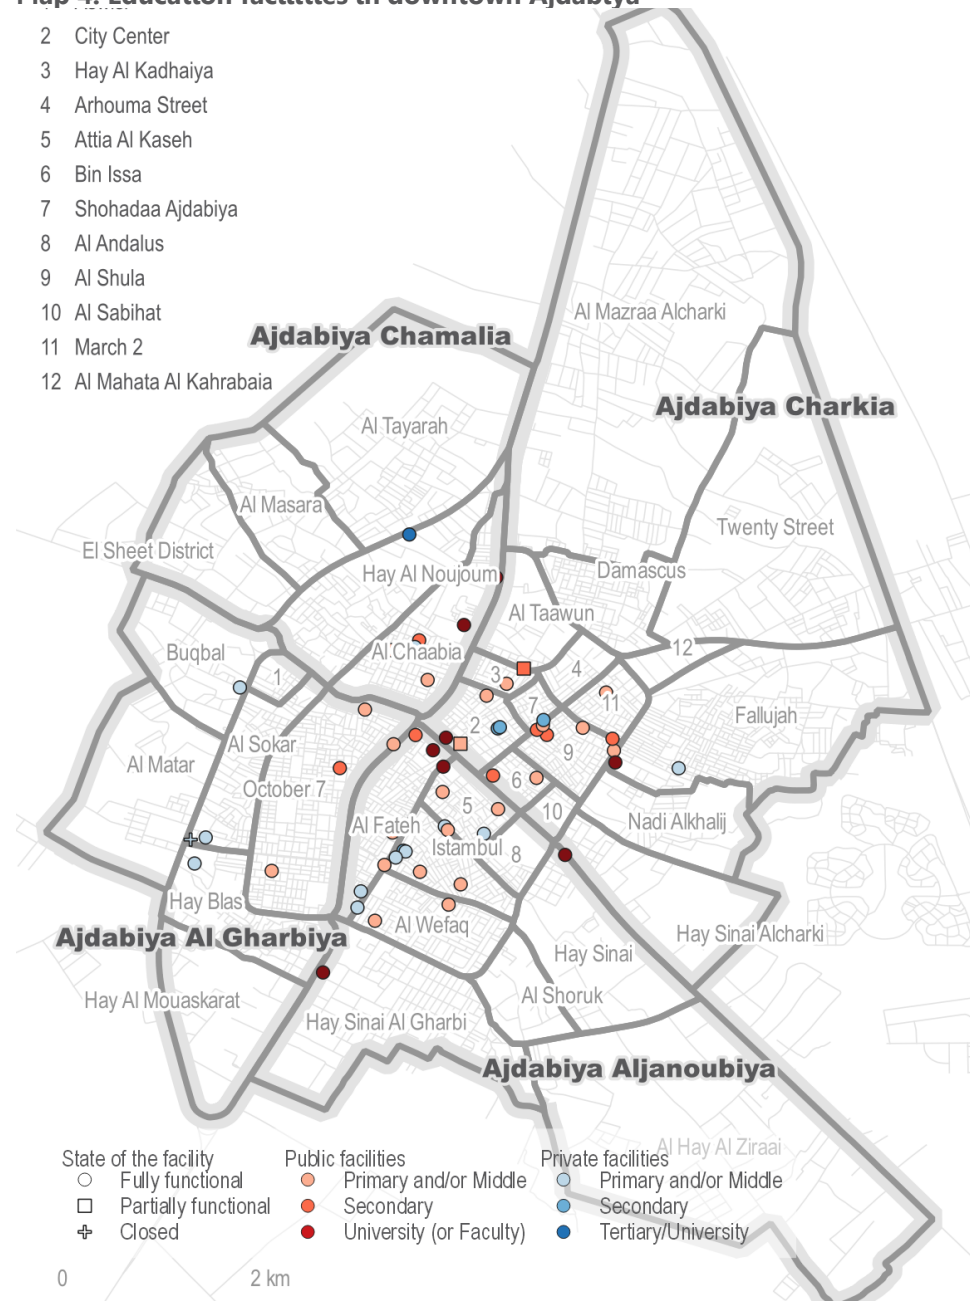 Map 4: Education facilities in downtown Ajdabiya
2 City Center
3 Hay Al Kadhaiya
4 Arhouma Street
5 Attia Al Kaseh
6 Bin Issa
7 Shohadaa Ajdabiya
8 Al Andalus
9 Al Shula
10 Al Sabihat
11 March 2
12 Al Mahata Al Kahrabaia
Al Mazraa Alcharki
Ajdabiya Chamalia
Ajdabiya Charkia
Al Tayarah
Al Masara
Twenty Street
El Sheet District
Damascus
Hay Al Noujoum
Al Taawun
12
Buqbal
Al Chaabia
4
3
1
11
7
Fallujah
2
Al Sokar
9
Al Matar
6
October 7
5
10
Al Fateh
Nadi Alkhalij
Istambul
8
Hay Blas
Al Wefaq
Ajdabiya Al Gharbiya
Hay Sinai Alcharki
Hay Sinai
Hay Al Mouaskarat
Al Shoruk
Hay Sinai Al Gharbi
Ajdabiya Aljanoubiya
Al Hay Al Ziraai
State of the facility
Fully functional
Partially functional
Closed
Public facilities
Primary and/or Middle
Secondary
University (or Faculty)
Private facilities
Primary and/or Middle
Secondary
Tertiary/University
0 2 km